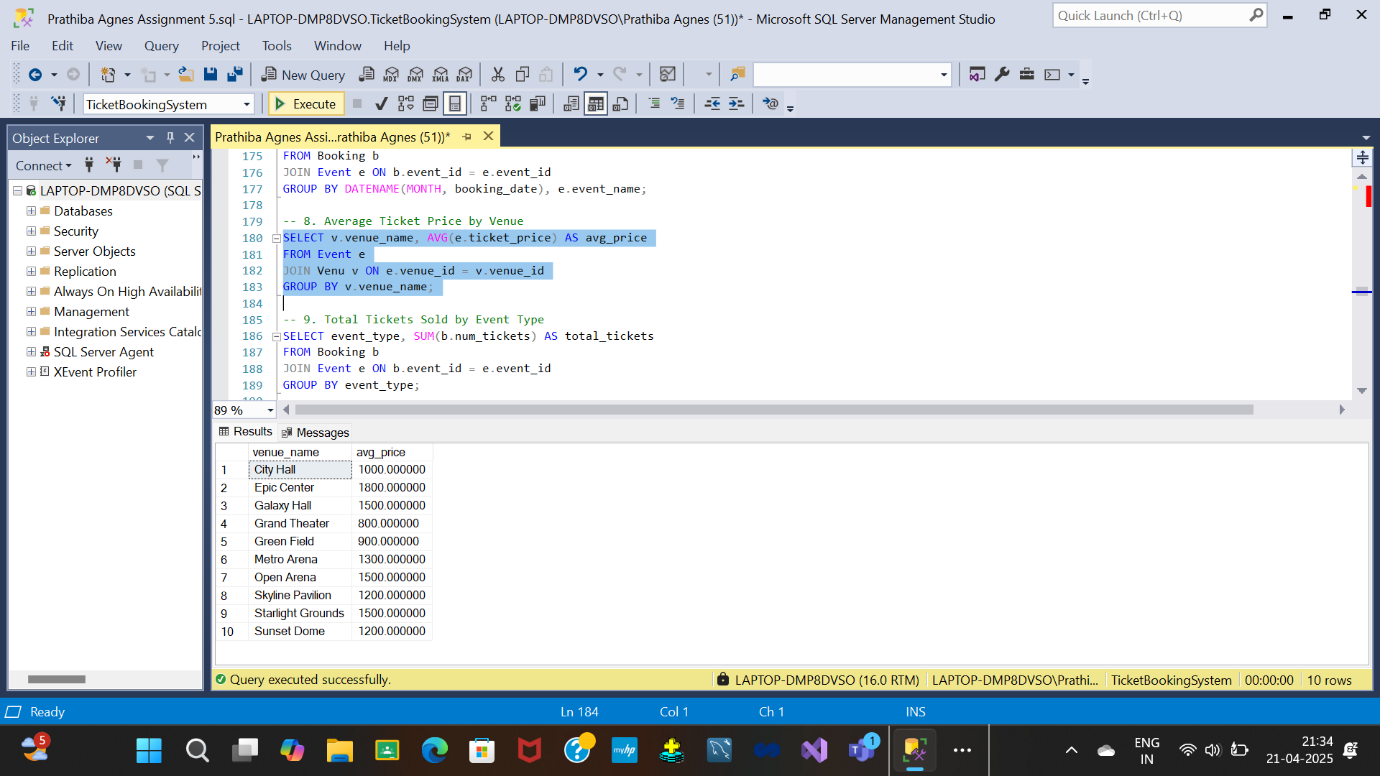 Prathiba Agnes Assignment 5.sql - LAPTOP-DMP8DVSO.TicketBookingSystem (LAPTOP-DMP8DVSO\Prathiba Agnes (51))* - Microsoft SQL Server Management Studio
Quick Launch (Ctrl+Q)
File Edit View Query Project Tools Window Help
New Query MDX DMX XMLA DAX
TicketBookingSystem Execute
Object Explorer
Prathiba Agnes Assi...rathiba Agnes (51))*
Connect
LAPTOP-DMP8DVSO (SQL S
Databases
Security
Server Objects
Replication
Always On High Availabilit
Management
Integration Services Catalo
SQL Server Agent
XEvent Profiler
175 FROM Booking b
176 JOIN Event e ON b.event_id = e.event_id
177 GROUP BY DATENAME(MONTH, booking_date), e.event_name;
178
179 -- 8. Average Ticket Price by Venue
180 SELECT v.venue_name, AVG(e.ticket_price) AS avg_price
181 FROM Event e
182 JOIN Venu v ON e.venue_id = v.venue_id
183 GROUP BY v.venue_name;
184
185 -- 9. Total Tickets Sold by Event Type
186 SELECT event_type, SUM(b.num_tickets) AS total_tickets
187 FROM Booking b
188 JOIN Event e ON b.event_id = e.event_id
189 GROUP BY event_type;
89 %
Results Messages
venue_name avg_price
1 City Hall 1000.000000
2 Epic Center 1800.000000
3 Galaxy Hall 1500.000000
4 Grand Theater 800.000000
5 Green Field 900.000000
6 Metro Arena 1300.000000
7 Open Arena 1500.000000
8 Skyline Pavilion 1200.000000
9 Starlight Grounds 1500.000000
10 Sunset Dome 1200.000000
Query executed successfully. LAPTOP-DMP8DVSO (16.0 RTM) LAPTOP-DMP8DVSO\Prathi... TicketBookingSystem 00:00:00 10 rows
Ready Ln 184 Col 1 Ch 1 INS
5
myhp
1
ENG
IN
21:34
21-04-2025